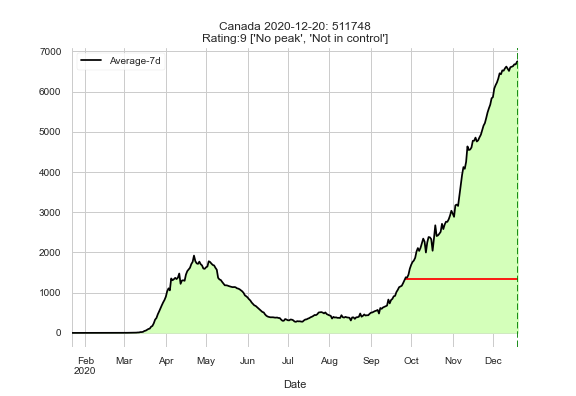 Canada 2020-12-20: 511748
Rating:9 ['No peak', 'Not in control']
Average-7d
7000
6000
5000
4000
3000
2000
1000
0
Feb Mar Apr May Jun Jul Aug Sep Oct Nov Dec
2020
Date